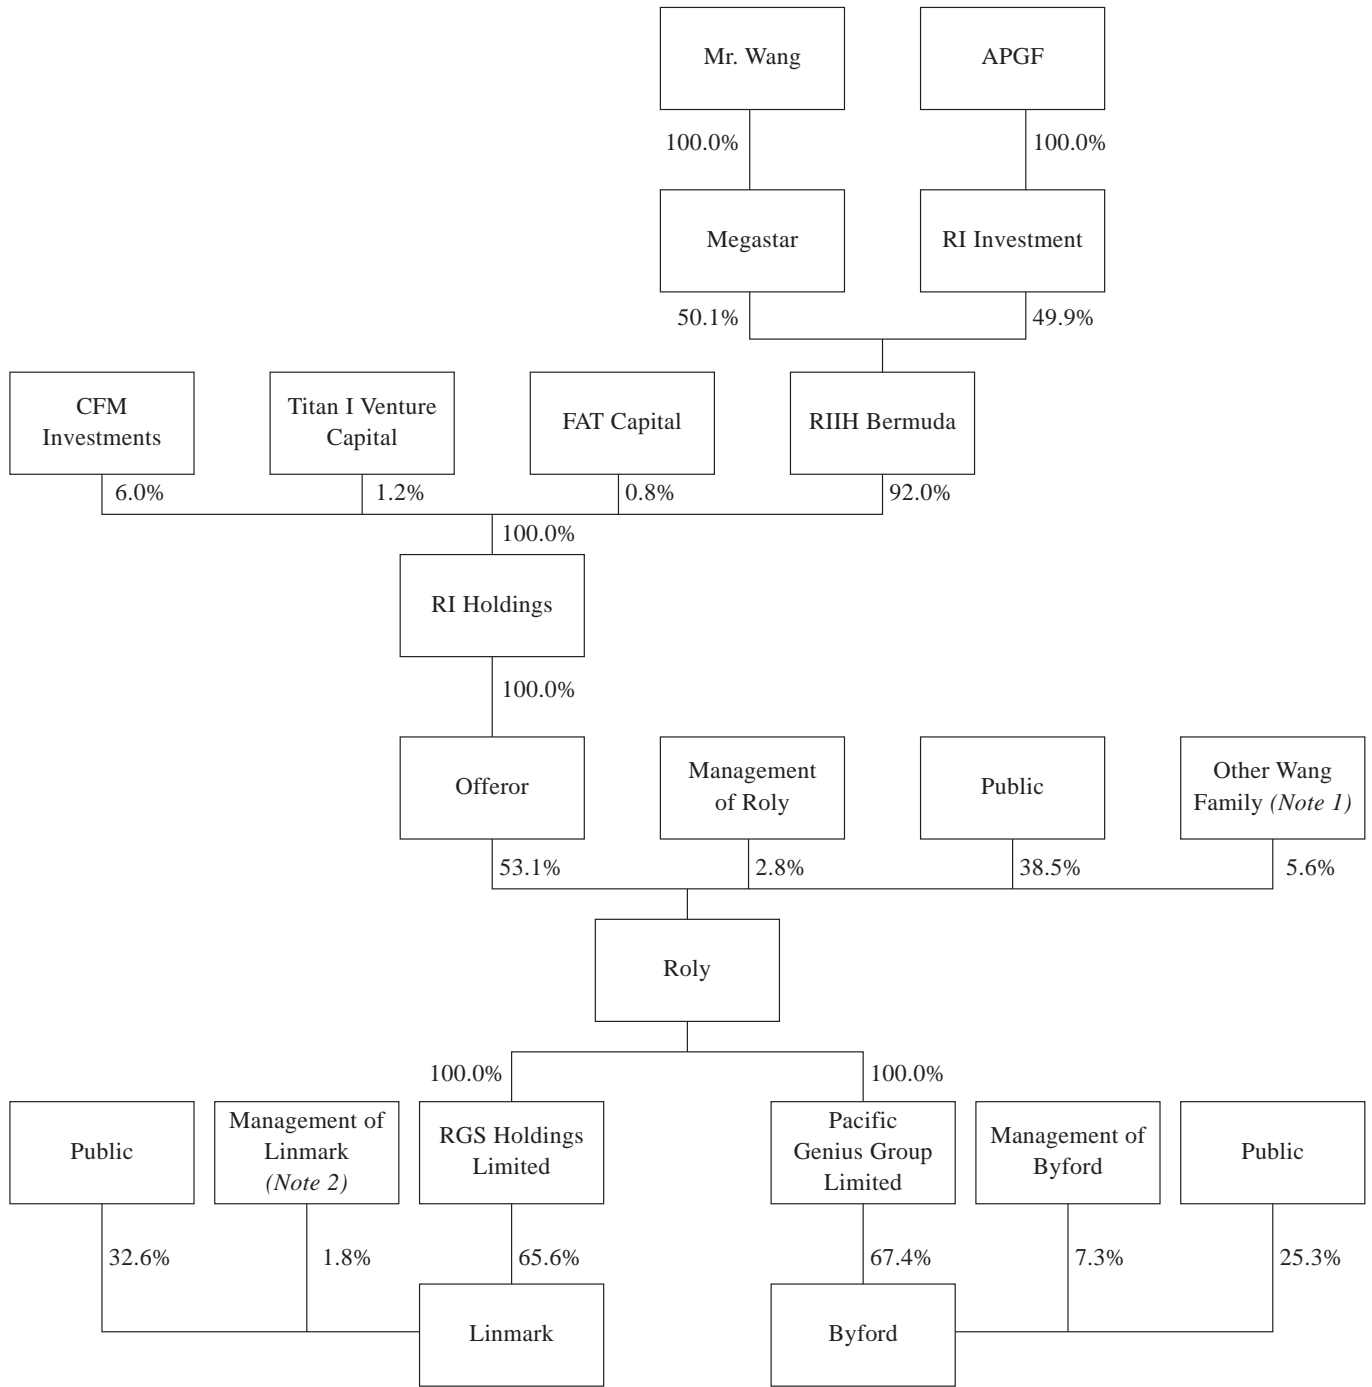 Mr. Wang
APGF
100.0%
100.0%
Megastar
RI Investment
50.1%
49.9%
CFM
Investments
Titan I Venture
Capital
FAT Capital
RIIH Bermuda
6.0%
1.2%
0.8%
92.0%
100.0%
RI Holdings
100.0%
Offeror
Management
of Roly
Public
Other Wang
Family (Note 1)
53.1%
2.8%
38.5%
5.6%
Roly
100.0%
100.0%
Public
Management of
Linmark
(Note 2)
RGS Holdings
Limited
Pacific
Genius Group
Limited
Management of
Byford
Public
32.6%
1.8%
65.6%
67.4%
7.3%
25.3%
Linmark
Byford